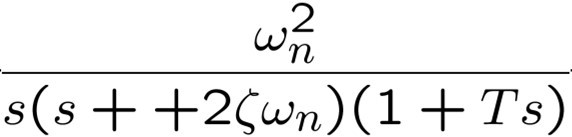 ω_n^2
s(s + +2ζω_n)(1 + Ts)